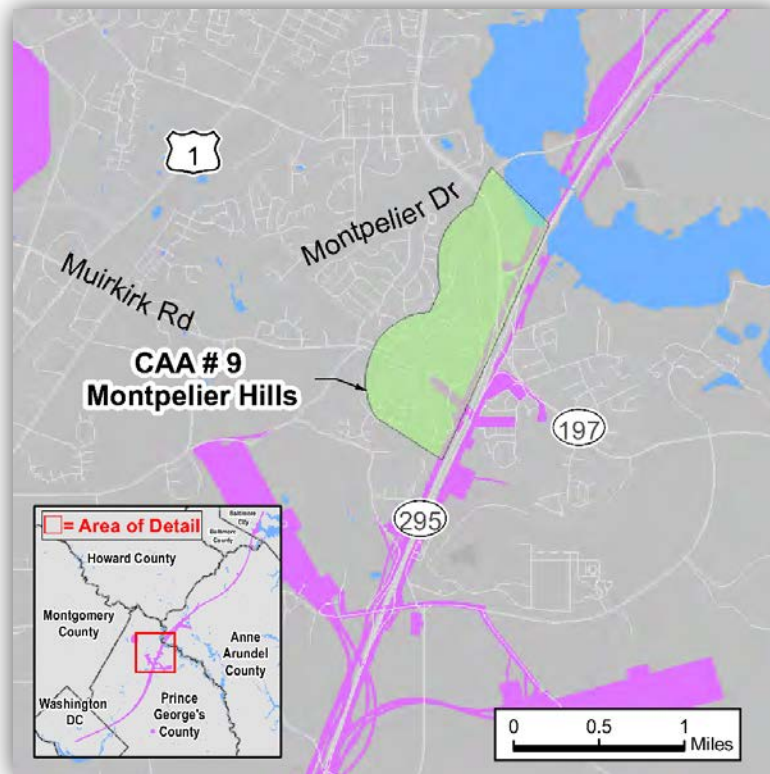 1
Montpelier Dr
Muirkirk Rd
CAA # 9
Montpelier Hills
197
295
= Area of Detail
Baltimore
City
Baltimore
County
Howard County
Montgomery
County
Anne
Arundel
County
Washington
DC
Prince
George's
County
0 0.5 1
Miles